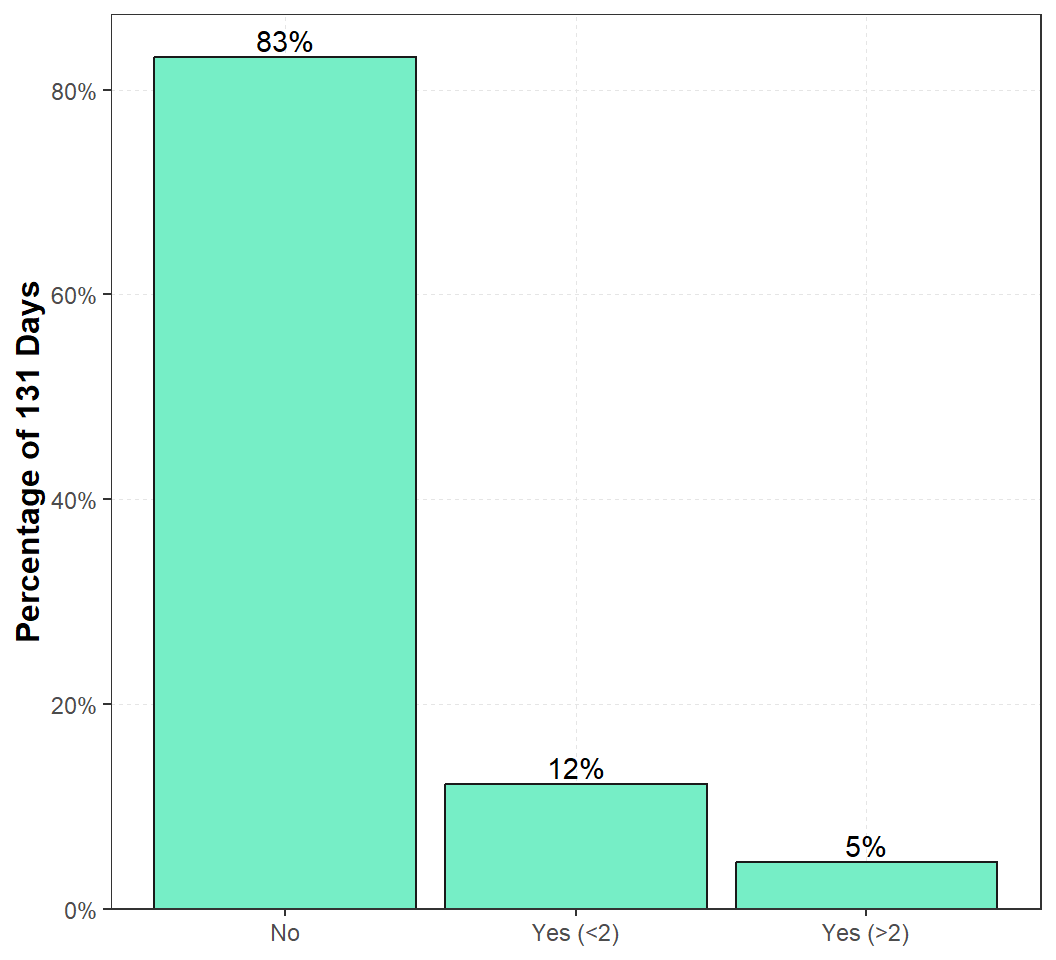 83%
80%
60%
40%
20%
0%
12%
5%
No
Yes (<2)
Yes (>2)
Percentage of 131 Days